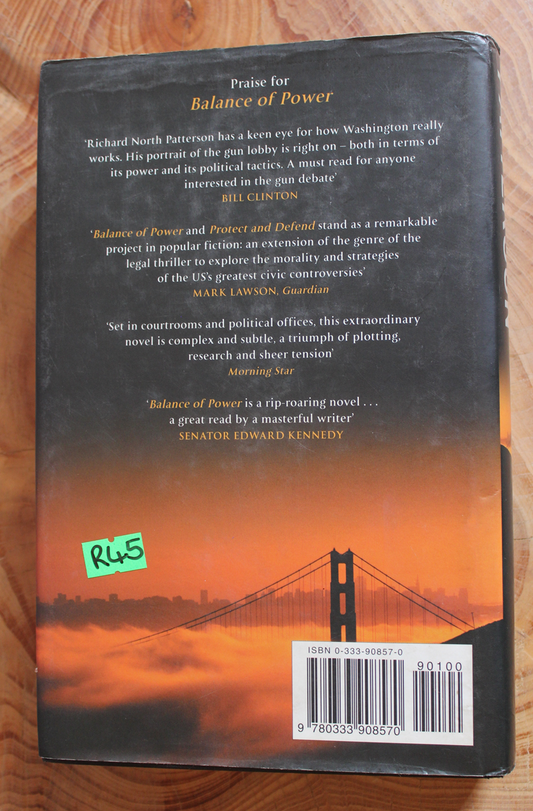 Praise for
Balance of Power
'Richard North Patterson has a keen eye for how Washington really
works. His portrait of the gun lobby is right on – both in terms of
its power and its political tactics. A must read for anyone
interested in the gun debate'
BILL CLINTON
'Balance of Power and Protect and Defend stand as a remarkable
project in popular fiction: an extension of the genre of the
legal thriller to explore the morality and strategies
of the US's greatest civic controversies'
MARK LAWSON, Guardian
'Set in courtrooms and political offices, this extraordinary
novel is complex and subtle, a triumph of plotting,
research and sheer tension'
Morning Star
'Balance of Power is a rip-roaring novel . . .
a great read by a masterful writer'
SENATOR EDWARD KENNEDY
R45
ISBN 0-333-90857-0
90100
9 780333 908570